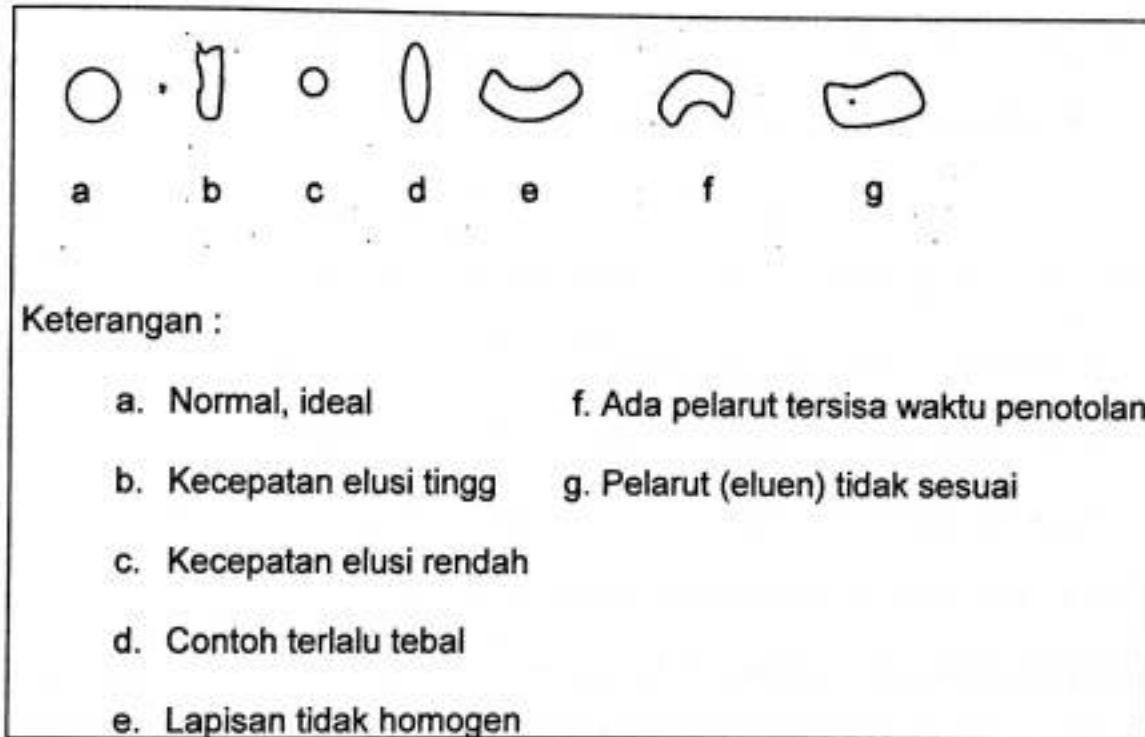 a b c d e f g
Keterangan :
a. Normal, ideal f. Ada pelarut tersisa waktu penotolan
b. Kecepatan elusi tingg g. Pelarut (eluen) tidak sesuai
c. Kecepatan elusi rendah
d. Contoh terlalu tebal
e. Lapisan tidak homogen